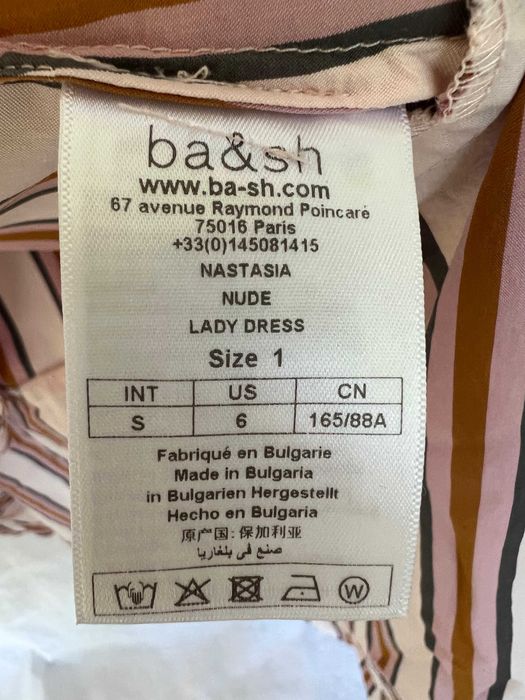 ba&sh
www.ba-sh.com
67 avenue Raymond Poincaré
75016 Paris
+33(0)145081415
NASTASIA
NUDE
LADY DRESS
Size 1
INT US CN
S 6 165/88A
Fabriqué en Bulgarie
Made in Bulgaria
in Bulgarien Hergestellt
Hecho en Bulgaria
原产国: 保加利亚
صنع في بلغاريا
W